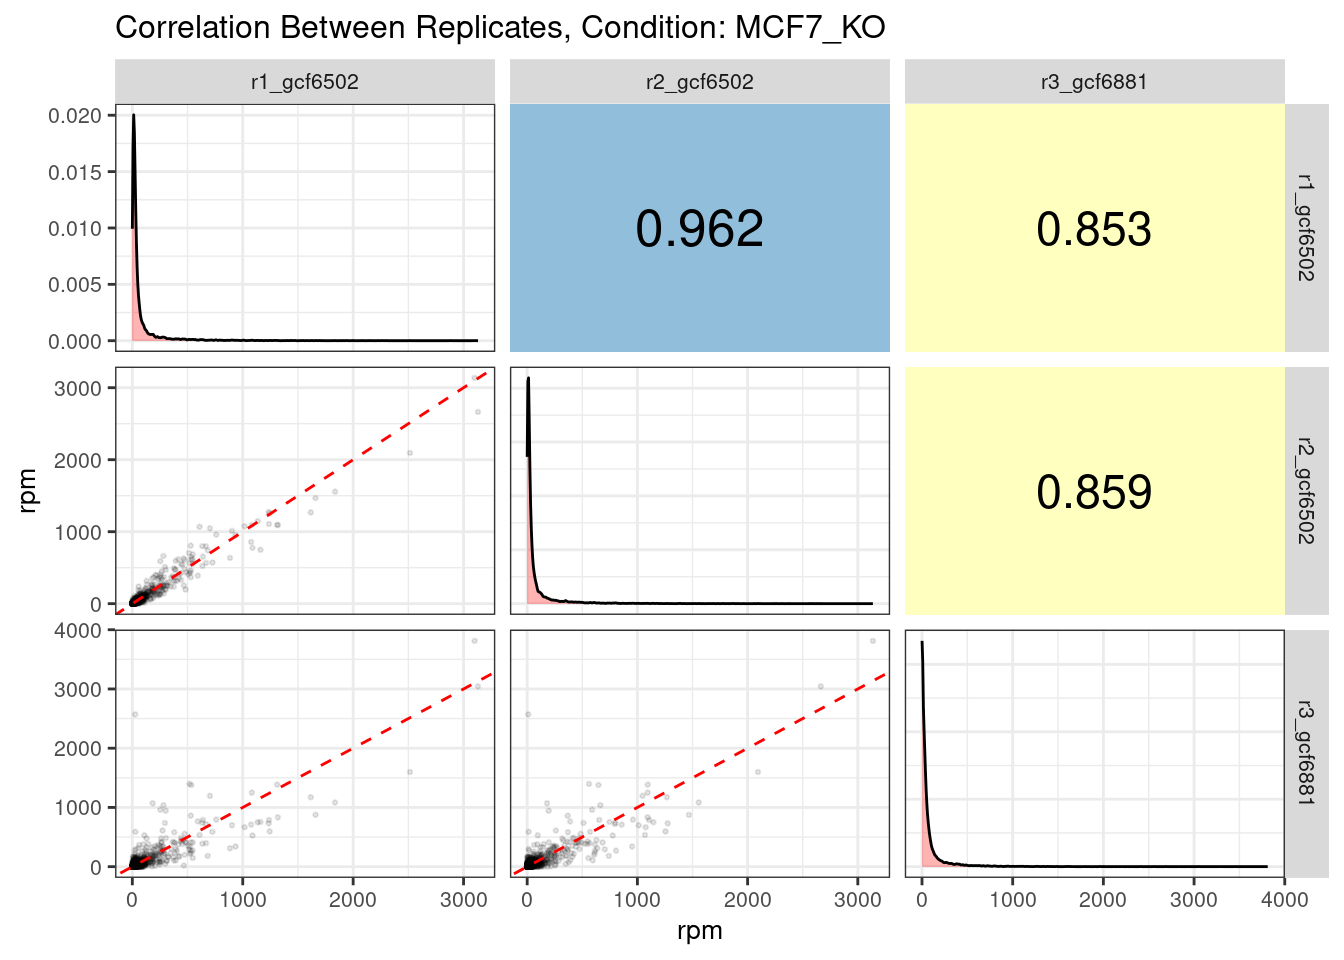 Correlation Between Replicates, Condition: MCF7_KO
r1_gcf6502
r2_gcf6502
r3_gcf6881
0.020
0.015
0.010
0.005
0.000
0.962
0.853
r1_gcf6502
3000
2000
1000
0
0.859
r2_gcf6502
rpm
4000
3000
2000
1000
0
r3_gcf6881
0 1000 2000 3000
0 1000 2000 3000
0 1000 2000 3000 4000
rpm